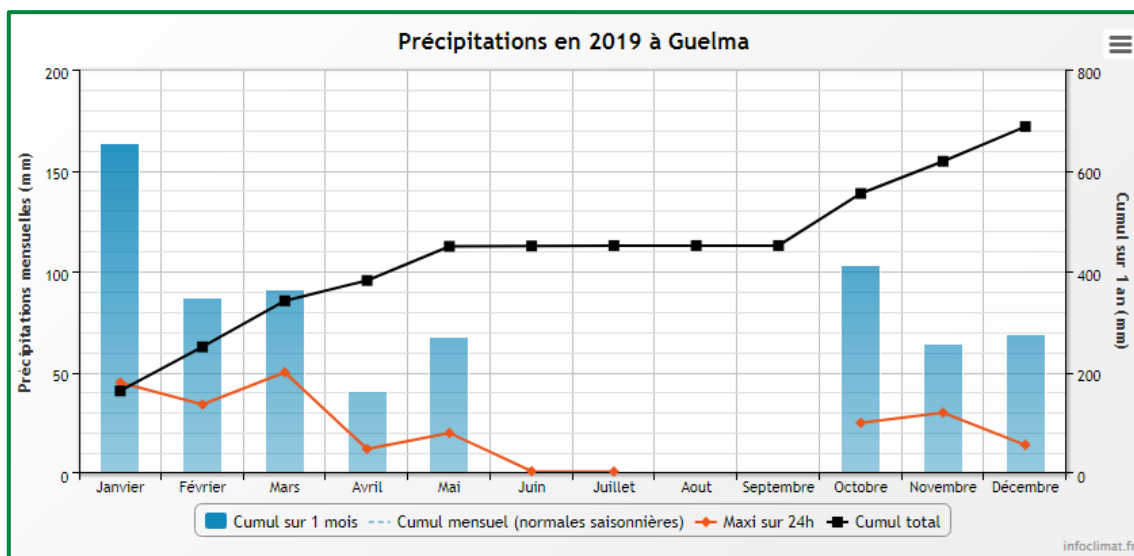 Précipitations en 2019 à Guelma
Précipitations mensuelles (mm)
200
150
100
50
0
Cumul sur 1 an (mm)
800
600
400
200
0
Janvier Février Mars Avril Mai Juin Juillet Aout Septembre Octobre Novembre Décembre
Cumul sur 1 mois Cumul mensuel (normales saisonnières) Maxi sur 24h Cumul total
infoclimat.fr